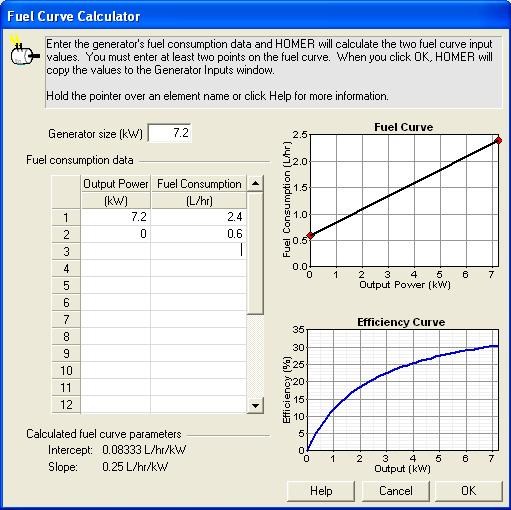 Fuel Curve Calculator
Enter the generator's fuel consumption data and HOMER will calculate the two fuel curve input
values. You must enter at least two points on the fuel curve. When you click OK, HOMER will
copy the values to the Generator Inputs window.
Hold the pointer over an element name or click Help for more information.
Generator size (kW) 7.2
Fuel consumption data
Output Power Fuel Consumption
(kW) (L/hr)
1 7.2 2.4
2 0 0.6
3
4
5
6
7
8
9
10
11
12
Calculated fuel curve parameters
Intercept: 0.08333 L/hr/kW
Slope: 0.25 L/hr/kW
Fuel Curve
Fuel Consumption (L/hr)
2.5
2.0
1.5
1.0
0.5
0.0
0 1 2 3 4 5 6 7
Output Power (kW)
Efficiency Curve
Efficiency (%)
35
30
25
20
15
10
5
0
0 1 2 3 4 5 6 7
Output (kW)
Help Cancel OK